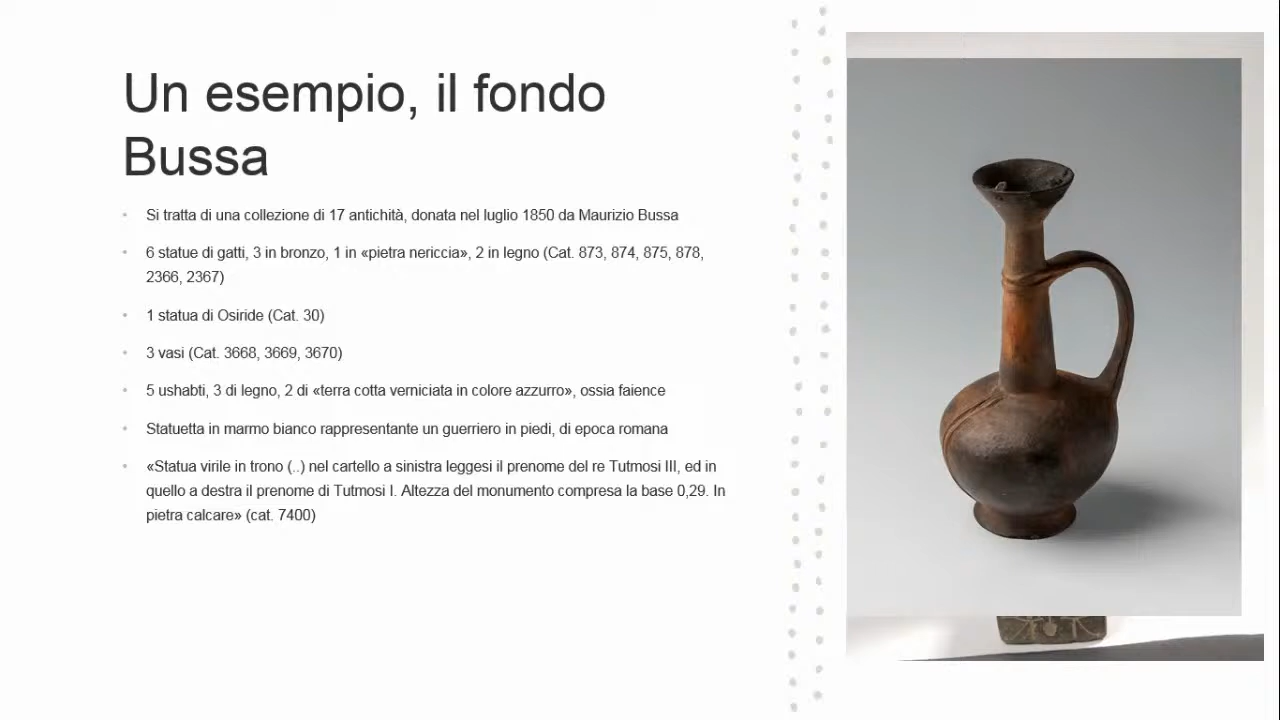 Un esempio, il fondo
Bussa
• Si tratta di una collezione di 17 antichità, donata nel luglio 1850 da Maurizio Bussa
• 6 statue di gatti, 3 in bronzo, 1 in «pietra nericcia», 2 in legno (Cat. 873, 874, 875, 878,
2366, 2367)
• 1 statua di Osiride (Cat. 30)
• 3 vasi (Cat. 3668, 3669, 3670)
• 5 ushabti, 3 di legno, 2 di «terra cotta verniciata in colore azzurro», ossia faience
• Statuetta in marmo bianco rappresentante un guerriero in piedi, di epoca romana
• «Statua virile in trono (..) nel cartello a sinistra leggesi il prenome del re Tutmosi III, ed in
quello a destra il prenome di Tutmosi I. Altezza del monumento compresa la base 0,29. In
pietra calcare» (cat. 7400)